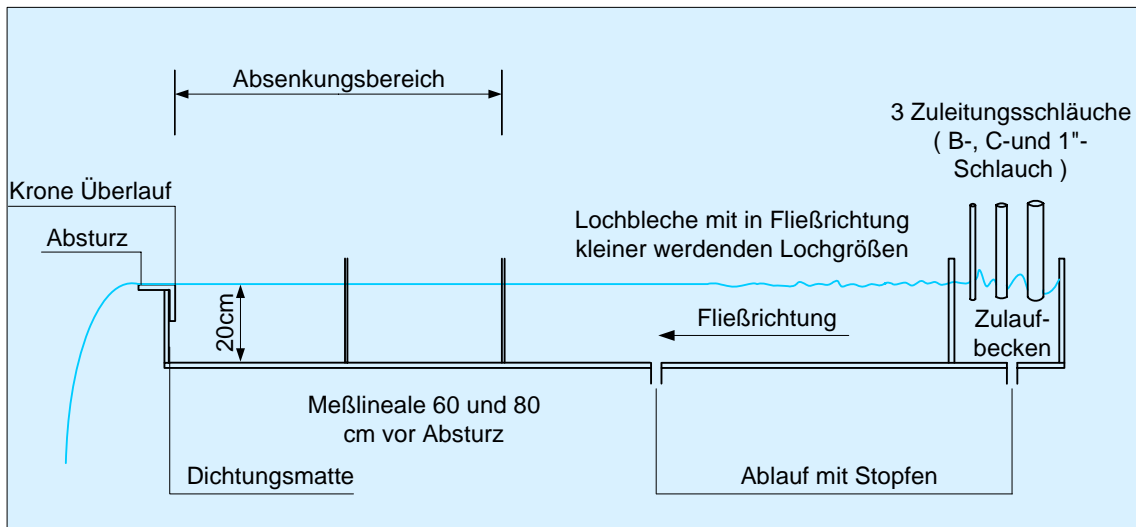 Absenkungsbereich
3 Zuleitungsschläuche
( B-, C-und 1"-
Schlauch )
Krone Überlauf
Absturz
Lochbleche mit in Fließrichtung
kleiner werdenden Lochgrößen
20cm
Fließrichtung
Zulauf-
becken
Meßlineale 60 und 80
cm vor Absturz
Dichtungsmatte
Ablauf mit Stopfen